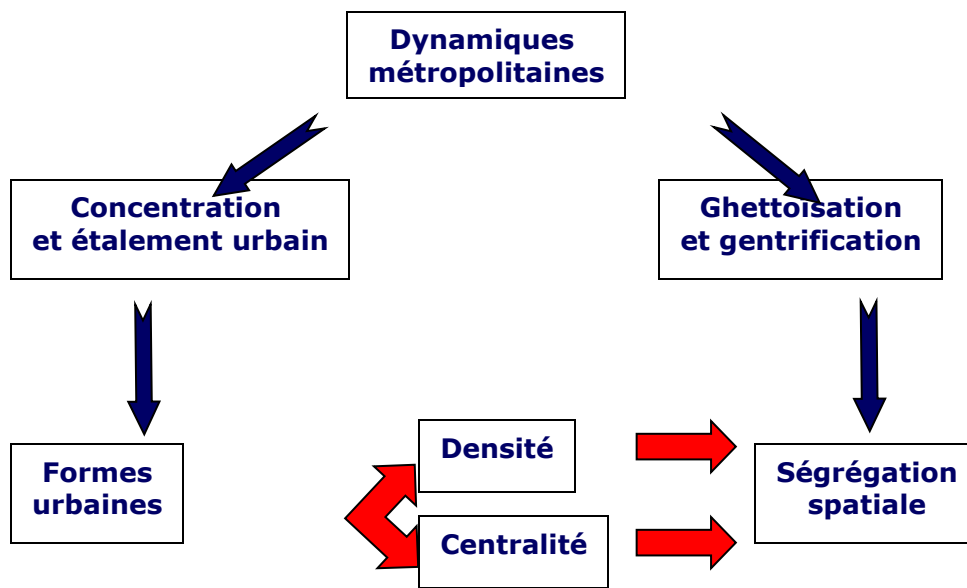 Dynamiques
métropolitaines
Concentration
et étalement urbain
Ghettoïsation
et gentrification
Densité
Formes
urbaines
Ségrégation
spatiale
Centralité